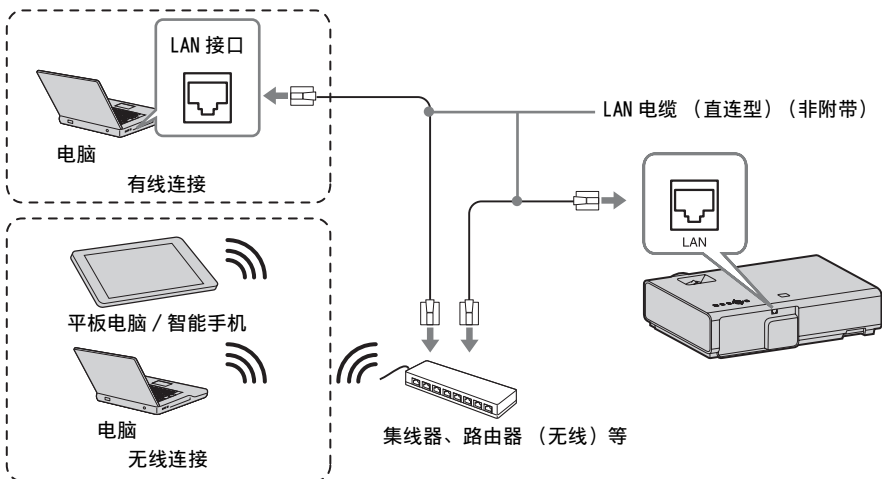 LAN 接口
电脑
有线连接
LAN 电缆 （直连型）（非附带）
LAN
平板电脑 / 智能手机
电脑
无线连接
集线器、路由器 （无线）等